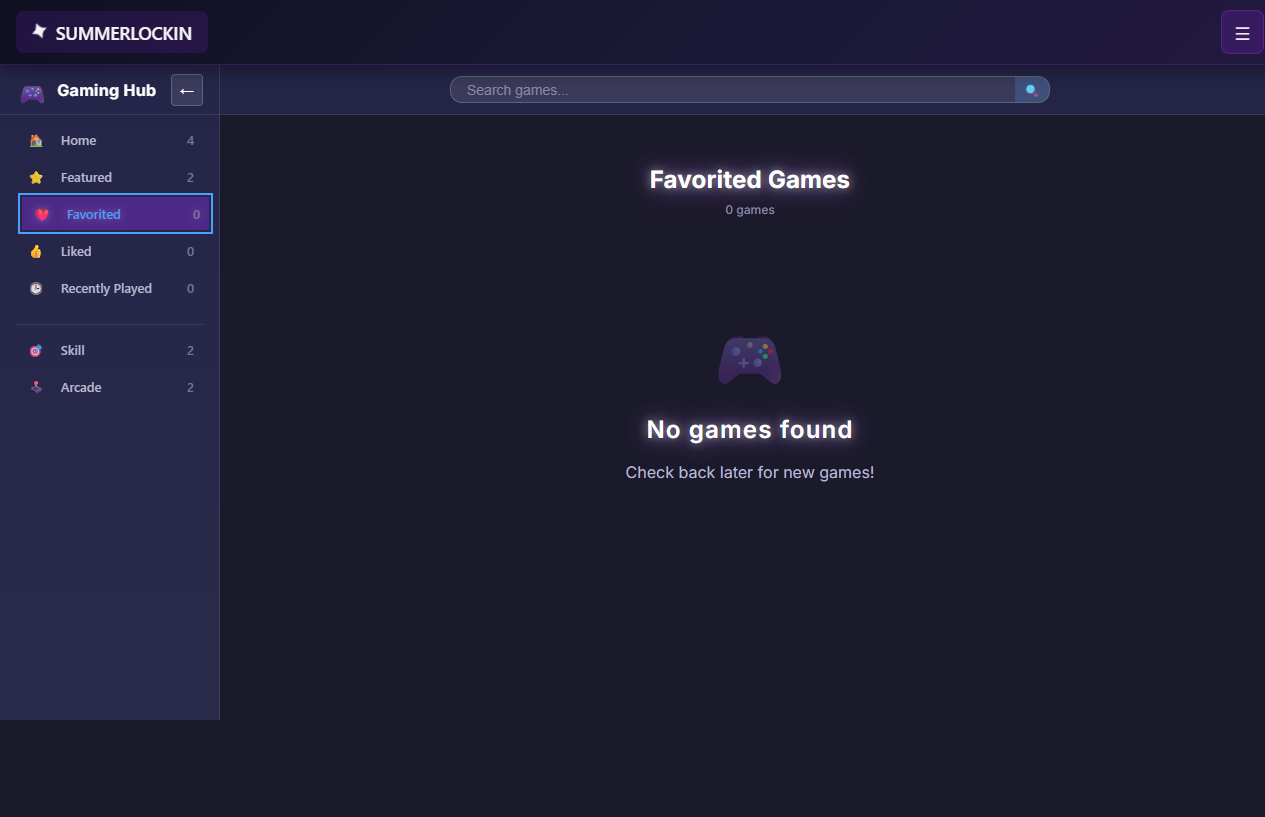 SUMMERLOCKIN
☰
Gaming Hub
←
Search games...
Home 4
Featured 2
Favorited 0
Liked 0
Recently Played 0
Skill 2
Arcade 2
Favorited Games
0 games
No games found
Check back later for new games!